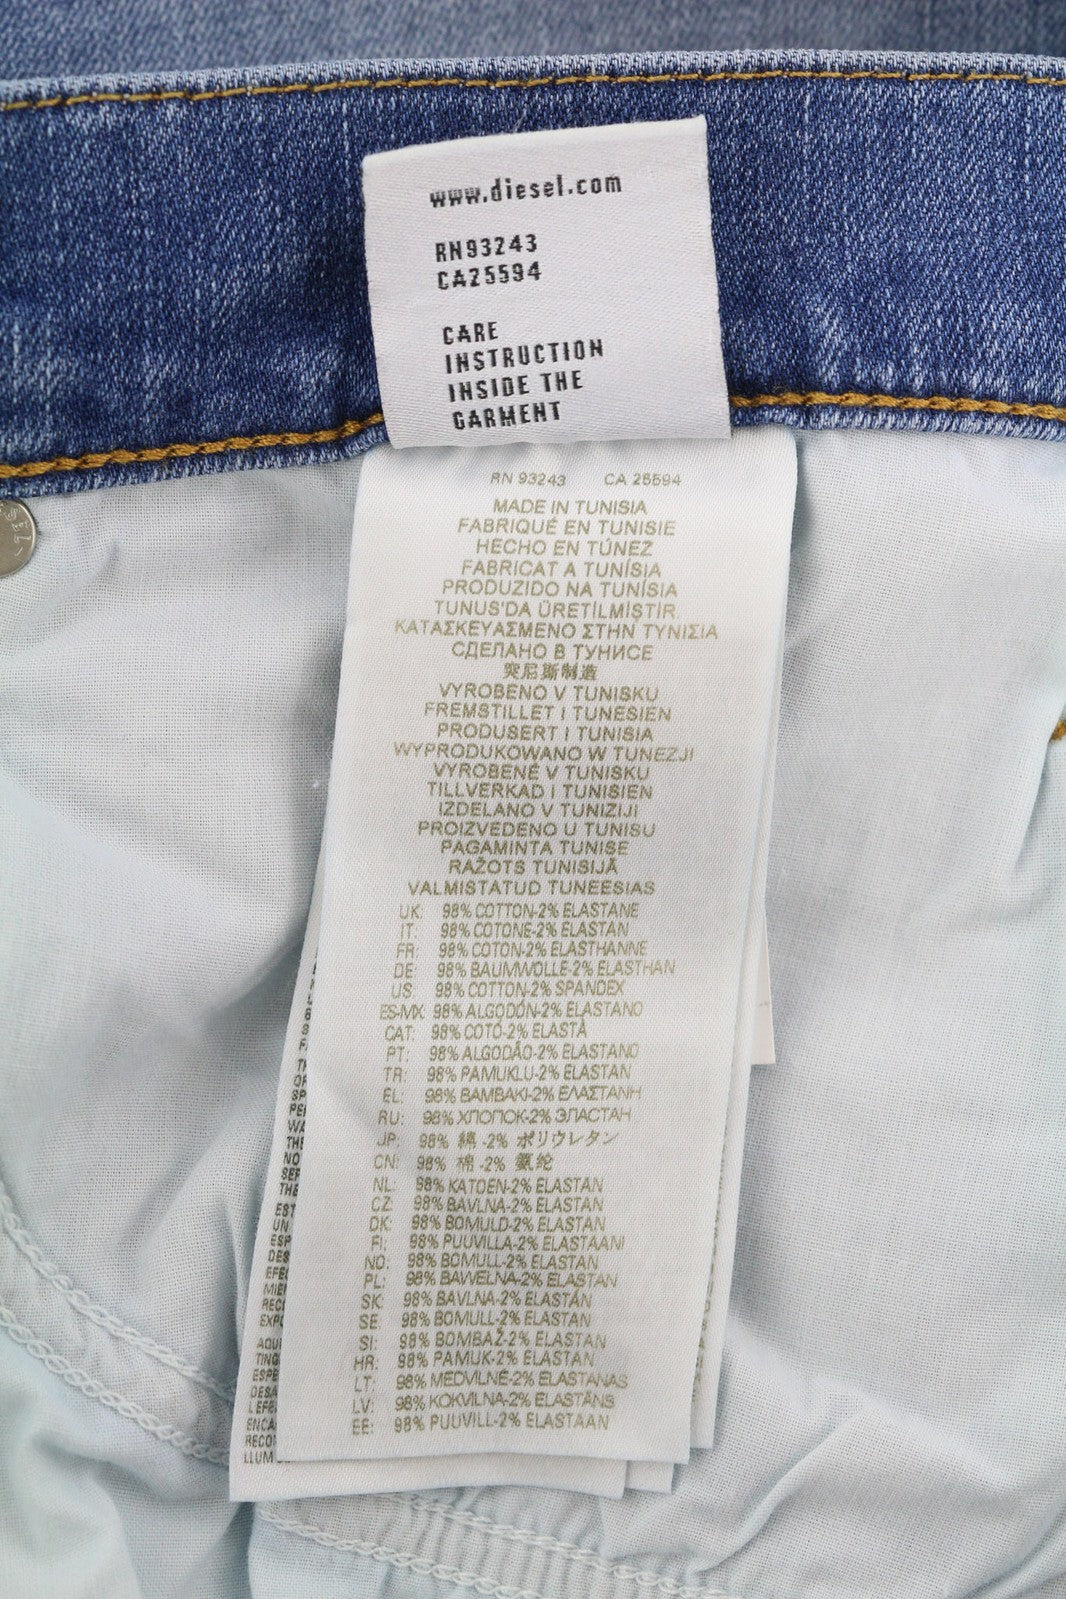 www.diesel.com
RN93243
CA25594
CARE
INSTRUCTION
INSIDE THE
GARMENT
RN 93243 CA 25594
MADE IN TUNISIA
FABRIQUÉ EN TUNISIE
HECHO EN TÚNEZ
FABRICAT A TUNÍSIA
PRODUZIDO NA TUNÍSIA
TUNUS'DA ÜRETİLMİŞTİR.
ΚΑΤΑΣΚΕΥΑΣΜΕΝΟ ΣΤΗΝ ΤΥΝΙΣΙΑ
СДЕЛАНО В ТУНИСЕ
突尼斯制造
VYROBENO V TUNISKU
FREMSTILLET I TUNESIEN
PRODUSERT I TUNISIA
WYPRODUKOWANO W TUNEZJI
VYROBENÉ V TUNISKU
TILLVERKAD I TUNISIEN
IZDELANO V TUNIZIJI
PROIZVEDENO U TUNISU
PAGAMINTA TUNISE
RAŽOTS TUNISIJĀ
VALMISTATUD TUNEESIAS
UK: 98% COTTON-2% ELASTANE
IT: 98% COTONE-2% ELASTAN
FR: 98% COTON-2% ELASTHANNE
DE: 98% BAUMWOLLE-2% ELASTHAN
US: 98% COTTON-2% SPANDEX
ES-MX: 98% ALGODÓN-2% ELASTANO
CAT: 98% COTÓ-2% ELASTÀ
PT: 98% ALGODÃO-2% ELASTANO
TR: 98% PAMUKLU-2% ELASTAN
EL: 98% ΒΑΜΒΑΚΙ-2% ΕΛΑΣΤΑΝΗ
RU: 98% ХЛОПОК-2% ЭЛАСТАН
JP: 98% 綿 -2% ポリウレタン
CN: 98% 棉 -2% 氨纶
NL: 98% KATOEN-2% ELASTAN
CZ: 98% BAVLNA-2% ELASTAN
DK: 98% BOMULD-2% ELASTAN
FI: 98% PUUVILLA-2% ELASTAANI
NO: 98% BOMULL-2% ELASTAN
PL: 98% BAWEŁNA-2% ELASTAN
SK: 98% BAVLNA-2% ELASTÁN
SE: 98% BOMULL-2% ELASTAN
SI: 98% BOMBAŽ-2% ELASTAN
HR: 98% PAMUK-2% ELASTAN
LT: 98% MEDVILNĖ-2% ELASTANAS
LV: 98% KOKVILNA-2% ELASTĀNS
EE: 98% PUUVILL-2% ELASTAAN